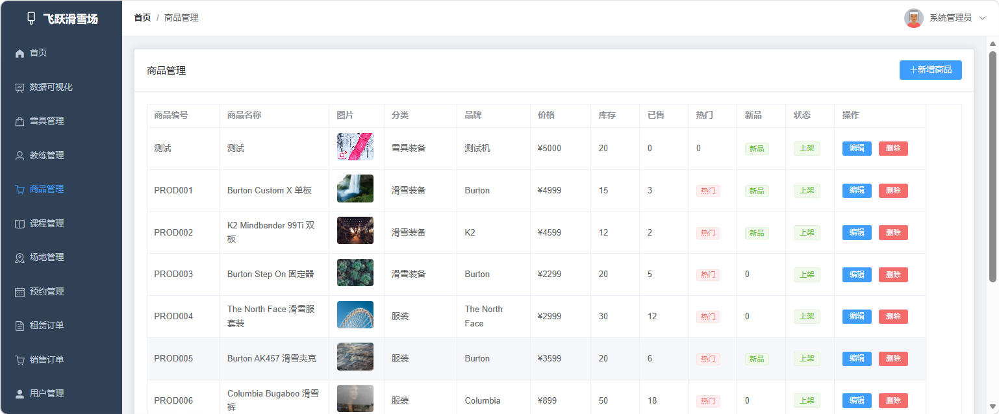 飞跃滑雪场
首页 / 商品管理
系统管理员
首页
数据可视化
雪具管理
教练管理
商品管理
课程管理
场地管理
预约管理
租赁订单
销售订单
用户管理
商品管理
+新增商品
商品编号 商品名称 图片 分类 品牌 价格 库存 已售 热门 新品 状态 操作
测试 测试 雪具装备 测试机 ¥5000 20 0 0 新品 上架 编辑 删除
PROD001 Burton Custom X 单板 滑雪装备 Burton ¥4999 15 3 热门 新品 上架 编辑 删除
PROD002 K2 Mindbender 99Ti 双
板 滑雪装备 K2 ¥4599 12 2 热门 新品 上架 编辑 删除
PROD003 Burton Step On 固定器 滑雪装备 Burton ¥2299 20 5 热门 0 上架 编辑 删除
PROD004 The North Face 滑雪服
套装 服装 The North
Face ¥2999 30 12 热门 0 上架 编辑 删除
PROD005 Burton AK457 滑雪夹克 服装 Burton ¥3599 20 6 热门 新品 上架 编辑 删除
PROD006 Columbia Bugaboo 滑雪
裤 服装 Columbia ¥899 50 18 热门 0 上架 编辑 删除